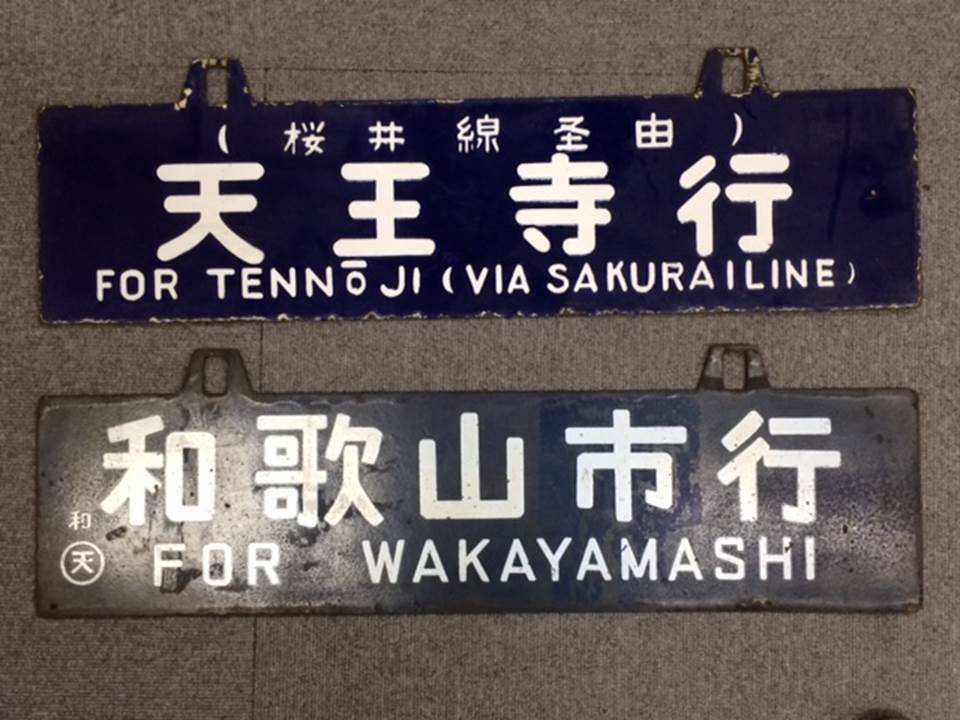 (桜井線圣由)
天王寺行
FOR TENNŌJI (VIA SAKURAI LINE)
和歌山市行
和
天 FOR WAKAYAMASHI